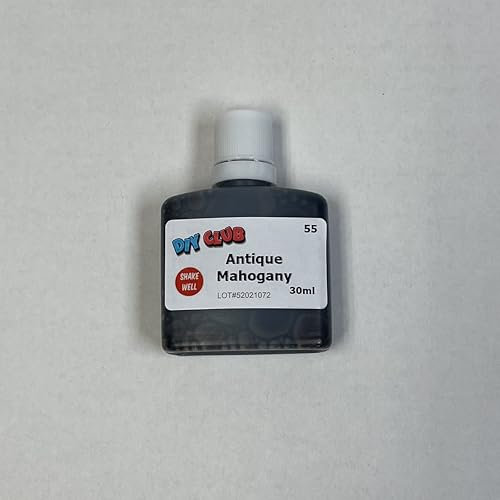 55
DIY CLUB
Antique
Mahogany
SHAKE
WELL
30ml
LOT#52021072